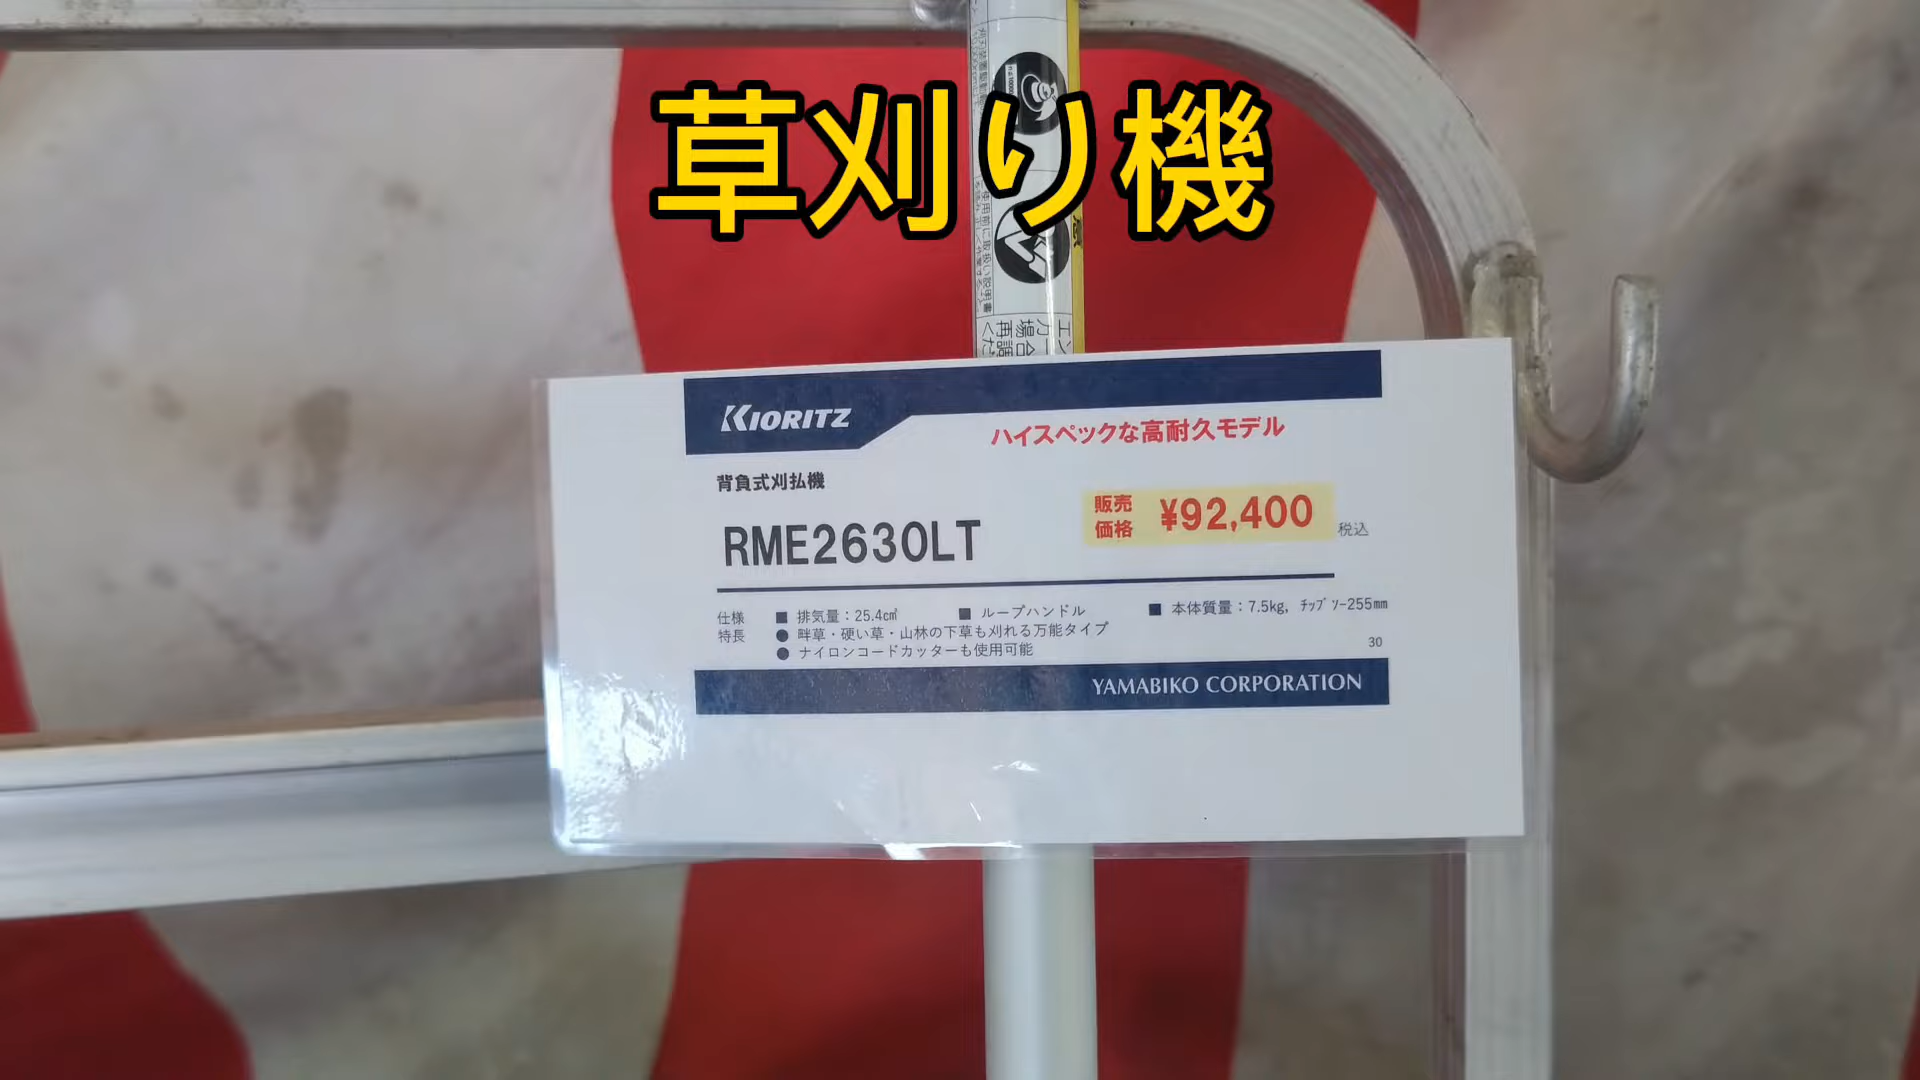 草刈り機
KIORITZ
ハイスペックな高耐久モデル
背負式刈払機
販売価格 ¥92,400 税込
RME2630LT
仕様 ■ 排気量：25.4c㎥ ■ ループハンドル ■ 本体質量：7.5kg, チップソー255mm
特長 ● 畔草・硬い草・山林の下草も刈れる万能タイプ
● ナイロンコードカッターも使用可能
30
YAMABIKO CORPORATION